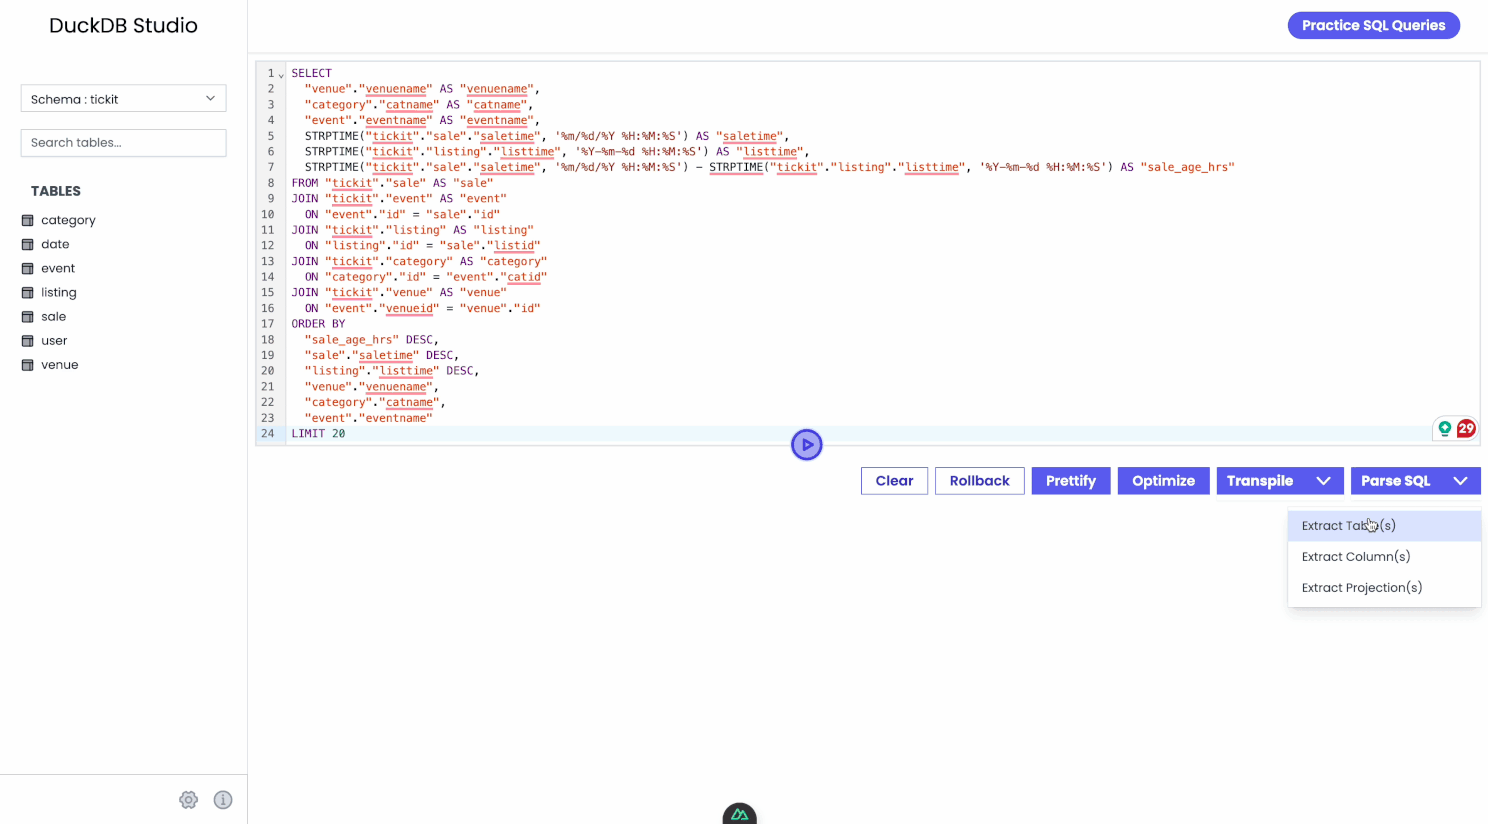 DuckDB Studio
Practice SQL Queries
Schema : tickit
Search tables...
TABLES
category
date
event
listing
sale
user
venue
1 SELECT
2 "venue"."venuename" AS "venuename",
3 "category"."catname" AS "catname",
4 "event"."eventname" AS "eventname",
5 STRPTIME("tickit"."sale"."saletime", '%m/%d/%Y %H:%M:%S') AS "saletime",
6 STRPTIME("tickit"."listing"."listtime", '%Y-%m-%d %H:%M:%S') AS "listtime",
7 STRPTIME("tickit"."sale"."saletime", '%m/%d/%Y %H:%M:%S') - STRPTIME("tickit"."listing"."listtime", '%Y-%m-%d %H:%M:%S') AS "sale_age_hrs"
8 FROM "tickit"."sale" AS "sale"
9 JOIN "tickit"."event" AS "event"
10 ON "event"."id" = "sale"."id"
11 JOIN "tickit"."listing" AS "listing"
12 ON "listing"."id" = "sale"."listid"
13 JOIN "tickit"."category" AS "category"
14 ON "category"."id" = "event"."catid"
15 JOIN "tickit"."venue" AS "venue"
16 ON "event"."venueid" = "venue"."id"
17 ORDER BY
18 "sale_age_hrs" DESC,
19 "sale"."saletime" DESC,
20 "listing"."listtime" DESC,
21 "venue"."venuename",
22 "category"."catname",
23 "event"."eventname"
24 LIMIT 20
29
Clear Rollback Prettify Optimize Transpile Parse SQL
Extract Table(s)
Extract Column(s)
Extract Projection(s)